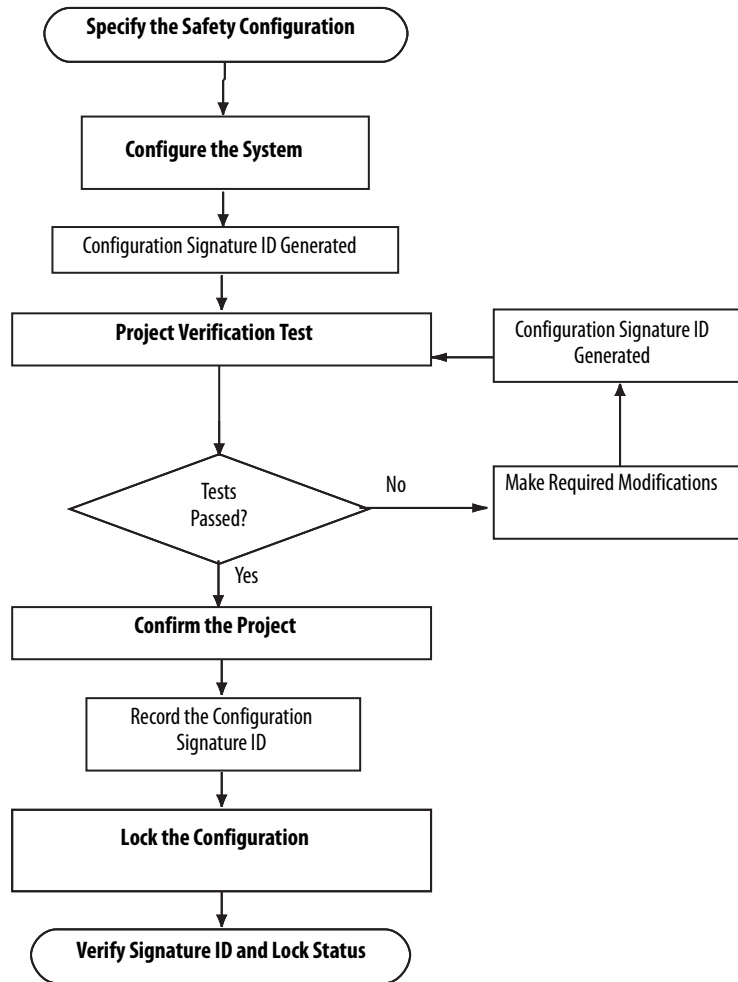 Specify the Safety Configuration
Configure the System
Configuration Signature ID Generated
Project Verification Test
Configuration Signature ID
Generated
Tests
Passed?
No
Make Required Modifications
Yes
Confirm the Project
Record the Configuration
Signature ID
Lock the Configuration
Verify Signature ID and Lock Status